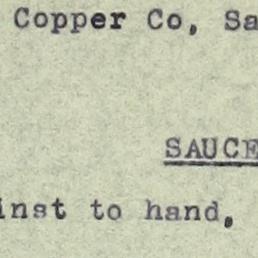 Copper Co, Sa
SAUCE
inst to hand,